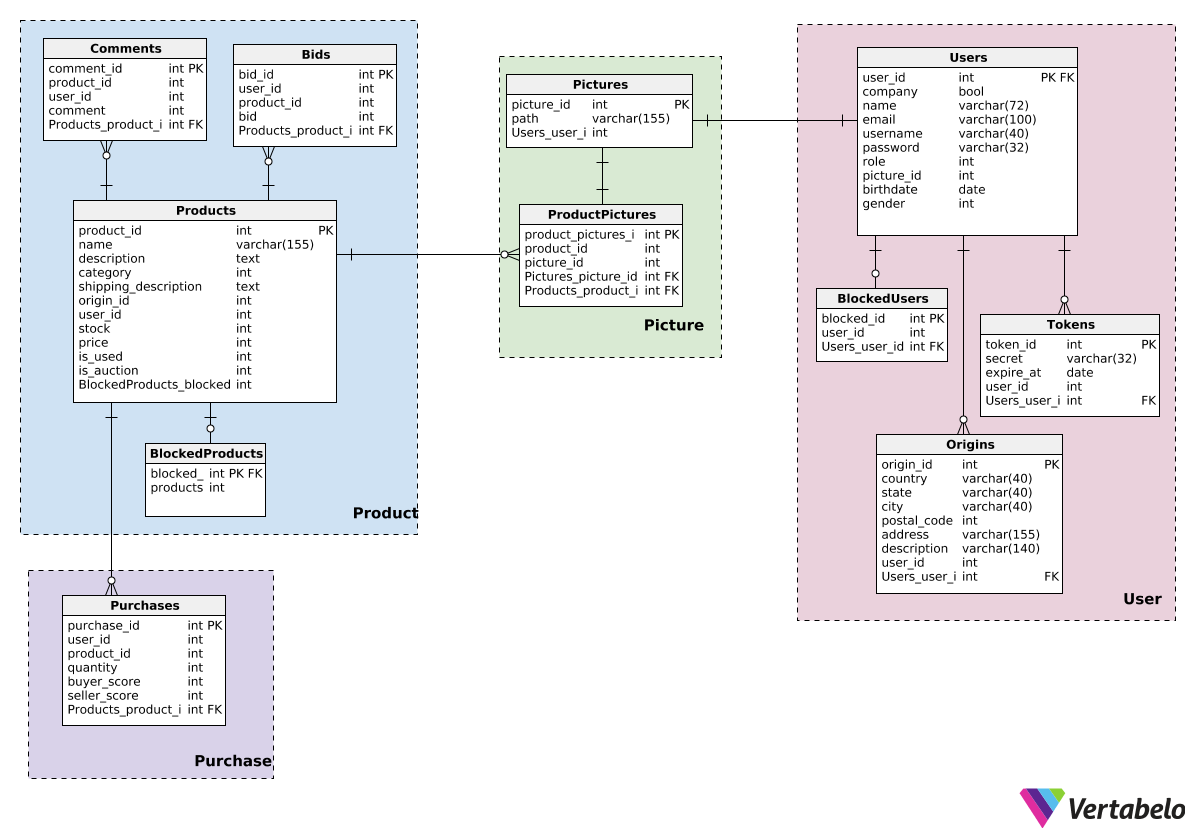 Comments
comment_id int PK
product_id int
user_id int
comment int
Products_product_i int FK
Bids
bid_id int PK
user_id int
product_id int
bid int
Products_product_i int FK
Products
product_id int PK
name varchar(155)
description text
category int
shipping_description text
origin_id int
user_id int
stock int
price int
is_used int
is_auction int
BlockedProducts_blocked int
BlockedProducts
blocked_ int PK FK
products int
Product
Purchases
purchase_id int PK
user_id int
product_id int
quantity int
buyer_score int
seller_score int
Products_product_i int FK
Purchase
Pictures
picture_id int PK
path varchar(155)
Users_user_i int
ProductPictures
product_pictures_i int PK
product_id int
picture_id int
Pictures_picture_id int FK
Products_product_i int FK
Picture
Users
user_id int PK FK
company bool
name varchar(72)
email varchar(100)
username varchar(40)
password varchar(32)
role int
picture_id int
birthdate date
gender int
BlockedUsers
blocked_id int PK
user_id int
Users_user_id int FK
Tokens
token_id int PK
secret varchar(32)
expire_at date
user_id int
Users_user_i int FK
Origins
origin_id int PK
country varchar(40)
state varchar(40)
city varchar(40)
postal_code int
address varchar(155)
description varchar(140)
user_id int
Users_user_i int FK
User
Vertabelo